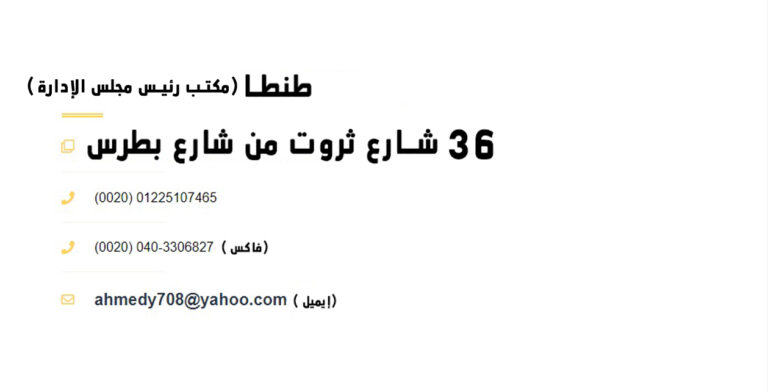 طنطا (مكتب رئيس مجلس الإدارة)
36 شارع ثروت من شارع بطرس
(0020) 01225107465
(0020) 040-3306827 (فاكس)
ahmedy708@yahoo.com (إيميل)